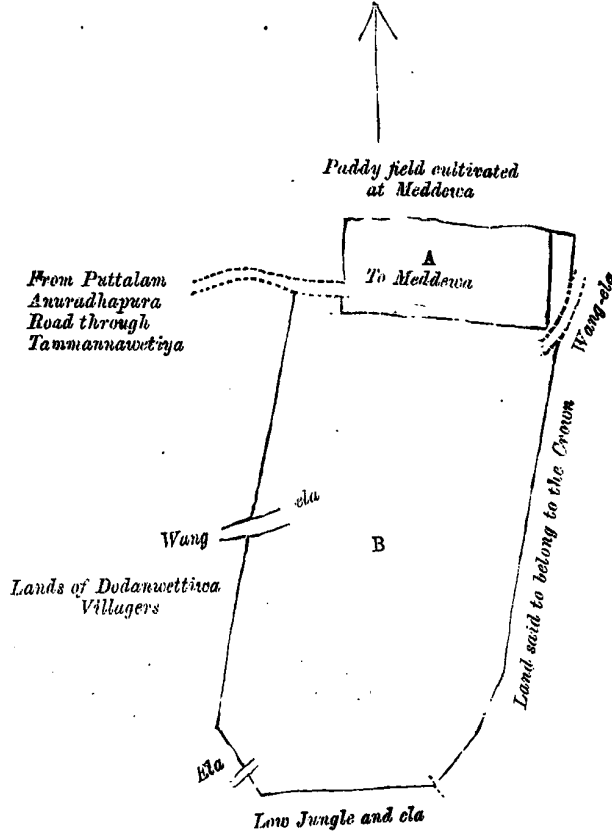 Paddy field cultivated
at Meddewa
A
To Meddewa
From Puttalam
Anuradhapura
Road through
Tammannawetiya
Wang-ela
Land said to belong to the Crown
Wang ela
B
Lands of Dodanwettiwa
Villagers
Ela
Low Jungle and ela